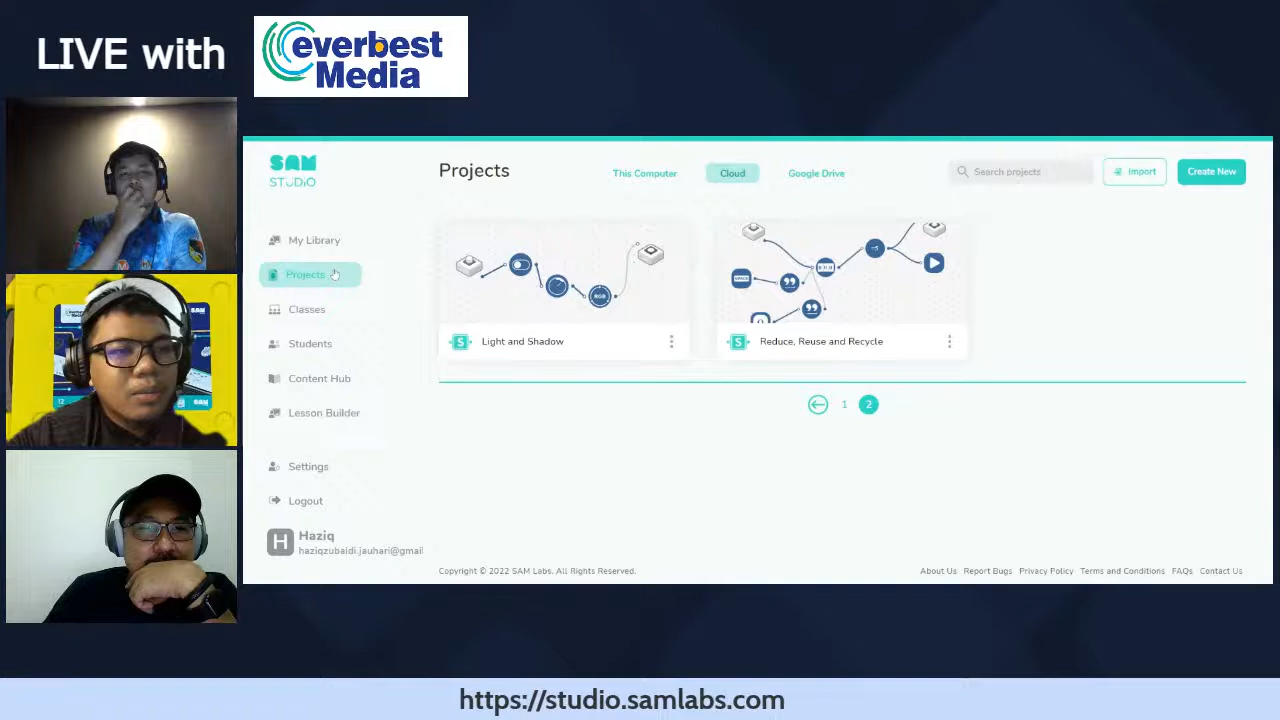 LIVE with
everbest
Media
SAM
STUDIO
Projects
This Computer
Cloud
Google Drive
Search projects
Import
Create New
My Library
Projects
Classes
Students
Content Hub
Lesson Builder
Settings
Logout
H
Haziq
haziqzubaidi.jauhari@gmail
RGB
SPACE
S
Light and Shadow
S
Reduce, Reuse and Recycle
1
2
Copyright © 2022 SAM Labs. All Rights Reserved.
About Us
Report Bugs
Privacy Policy
Terms and Conditions
FAQs
Contact Us
https://studio.samlabs.com